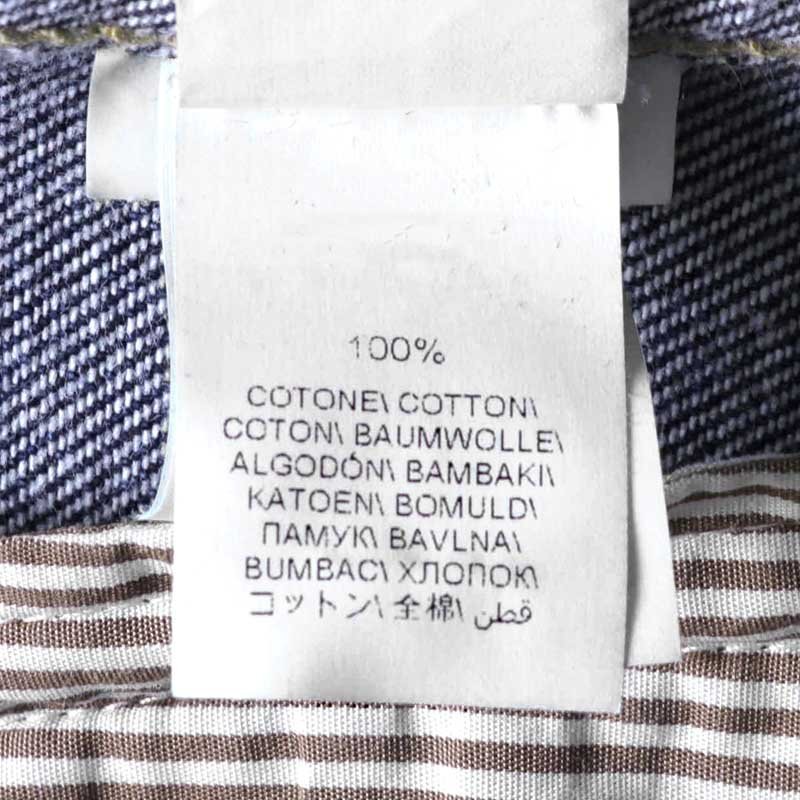 100%
COTONE\ COTTON\
COTON\ BAUMWOLLE\
ALGODÓN\ BAMBAKI\
KATOEN\ BOMULD\
ПАМУК\ BAVLNA\
BUMBAC\ ХЛОПОК\
コットン\ 全棉\ قطن